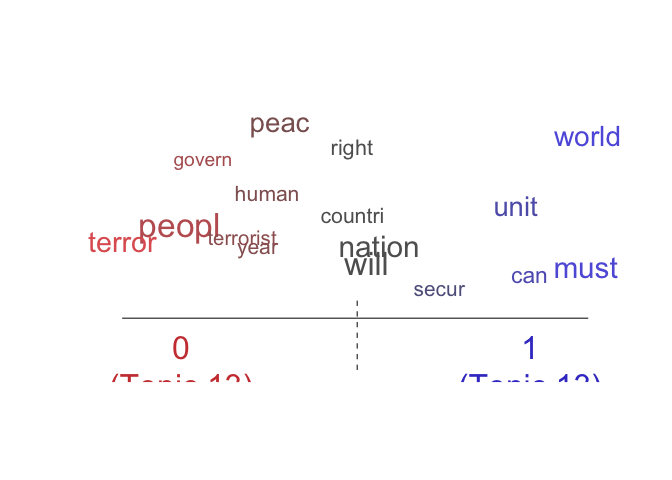 peac
world
right
govern
human
unit
countri
peopl
terror
terrorist
year
nation
will
must
can
secur
0
1
(Topic 13)
(Topic 13)